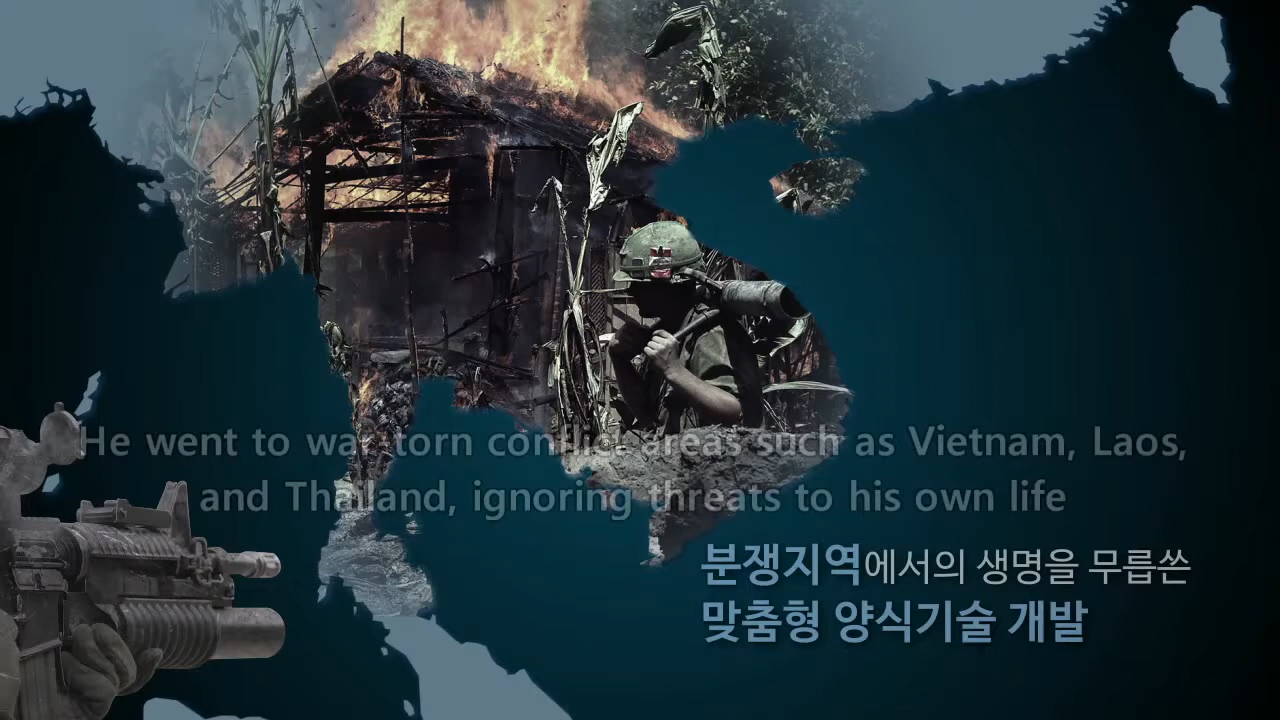 He went to war-torn conflict areas such as Vietnam, Laos,
and Thailand, ignoring threats to his own life
분쟁지역에서의 생명을 무릅쓴
맞춤형 양식기술 개발